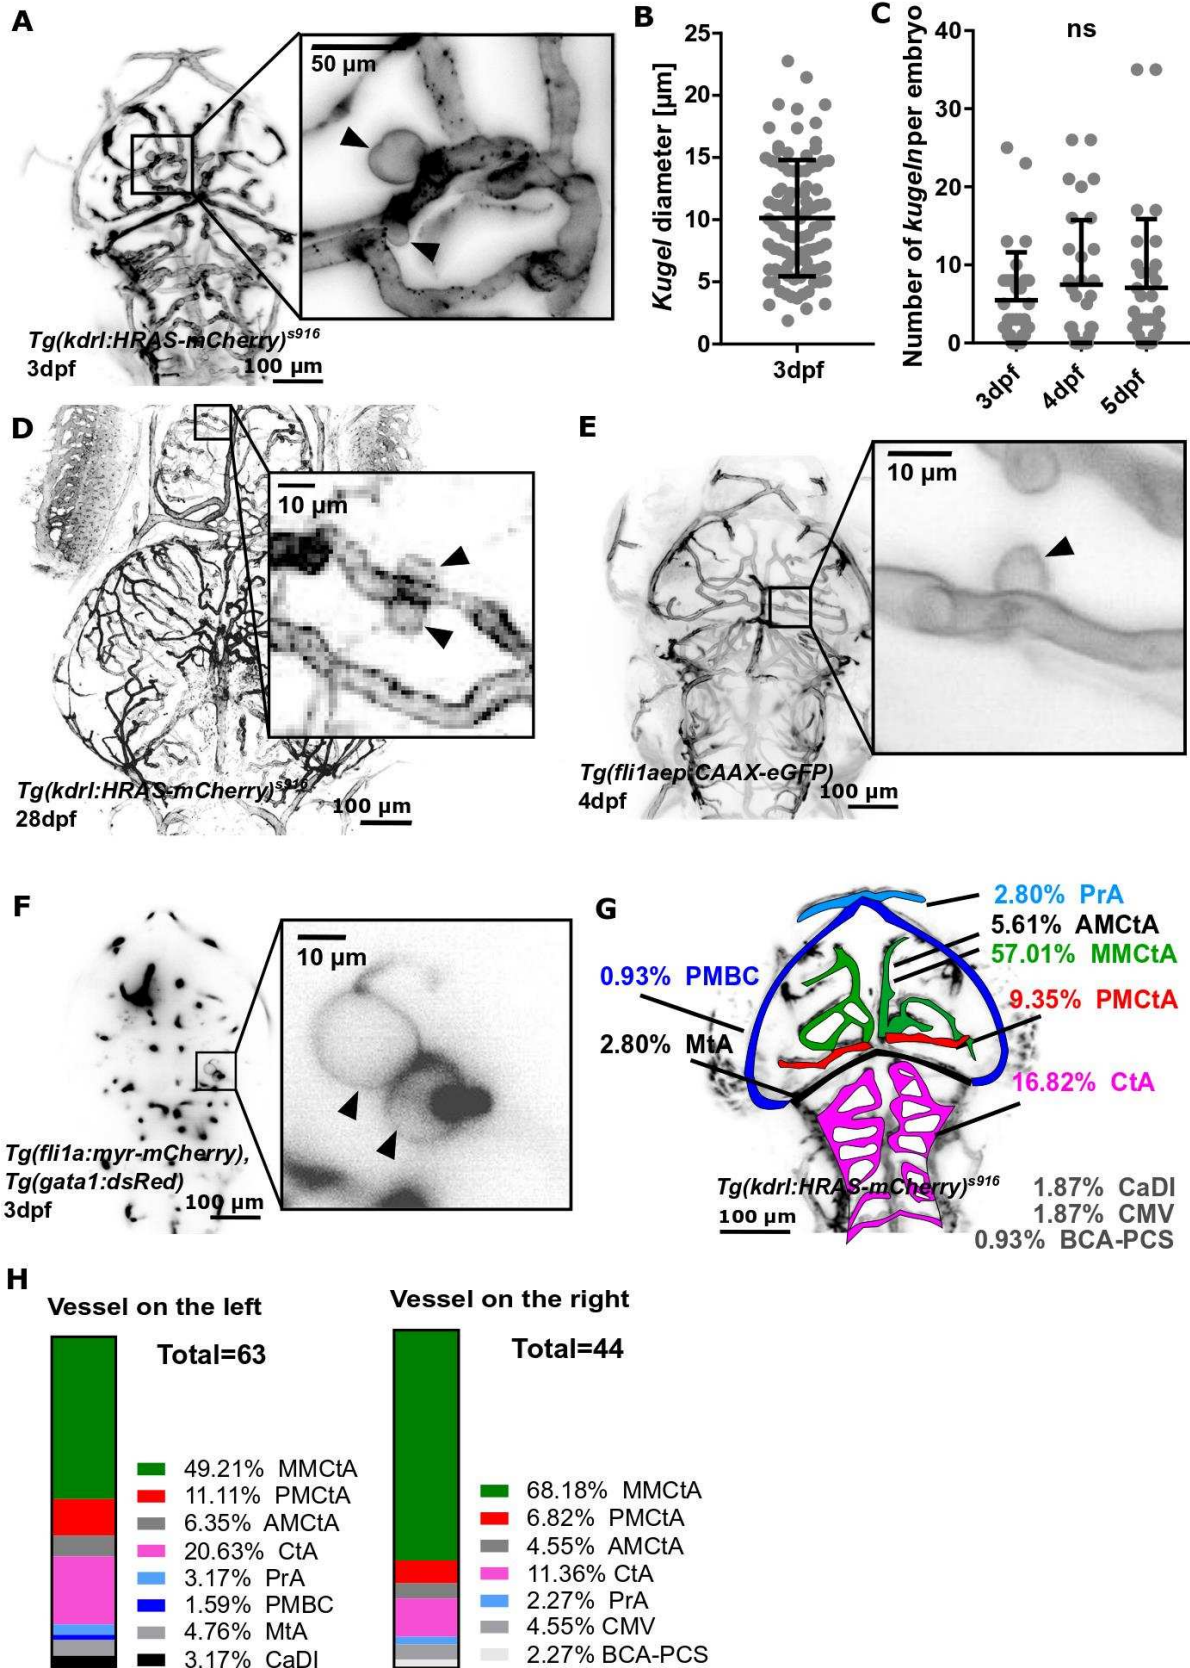 A
50 µm
Tg(kdrl:HRAS-mCherry)s916
3dpf
100 µm
B
Kugel diameter [µm]
25
20
15
10
5
0
3dpf
C
Number of kugelnper embryo
ns
40
30
20
10
0
3dpf
4dpf
5dpf
D
10 µm
Tg(kdrl:HRAS-mCherry)s916
28dpf
100 µm
E
10 µm
Tg(fli1aep:CAAX-eGFP)
4dpf
100 µm
F
10 µm
Tg(fli1a:myr-mCherry),
Tg(gata1:dsRed)
3dpf
100 µm
G
2.80% PrA
5.61% AMCtA
57.01% MMCtA
0.93% PMBC
9.35% PMCtA
2.80% MtA
16.82% CtA
Tg(kdrl:HRAS-mCherry)s916
100 µm
1.87% CaDI
1.87% CMV
0.93% BCA-PCS
H
Vessel on the left
Total=63
49.21% MMCtA
11.11% PMCtA
6.35% AMCtA
20.63% CtA
3.17% PrA
1.59% PMBC
4.76% MtA
3.17% CaDI
Vessel on the right
Total=44
68.18% MMCtA
6.82% PMCtA
4.55% AMCtA
11.36% CtA
2.27% PrA
4.55% CMV
2.27% BCA-PCS